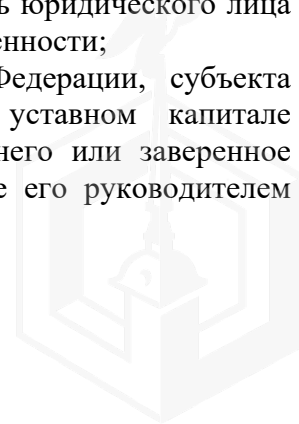 ь юридического лица
енности;
Федерации, субъекта
уставном капитале
него или заверенное
е его руководителем